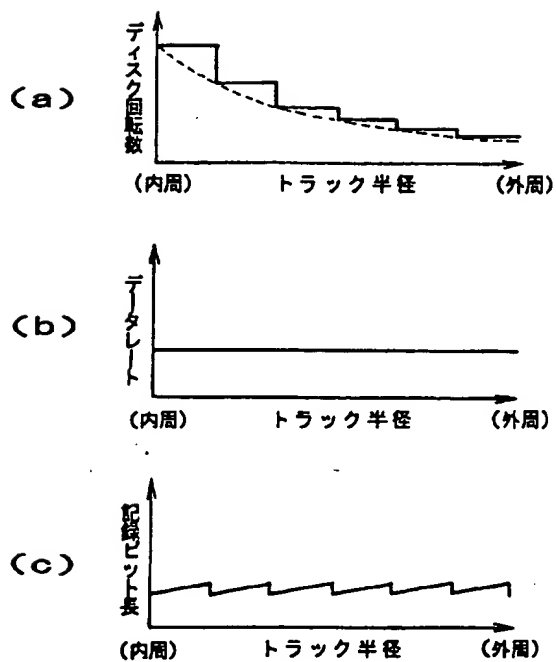 (a)
ディスク回転数
(内周) トラック半径 (外周)
(b)
データレート
(内周) トラック半径 (外周)
(c)
記録ビット長
(内周) トラック半径 (外周)